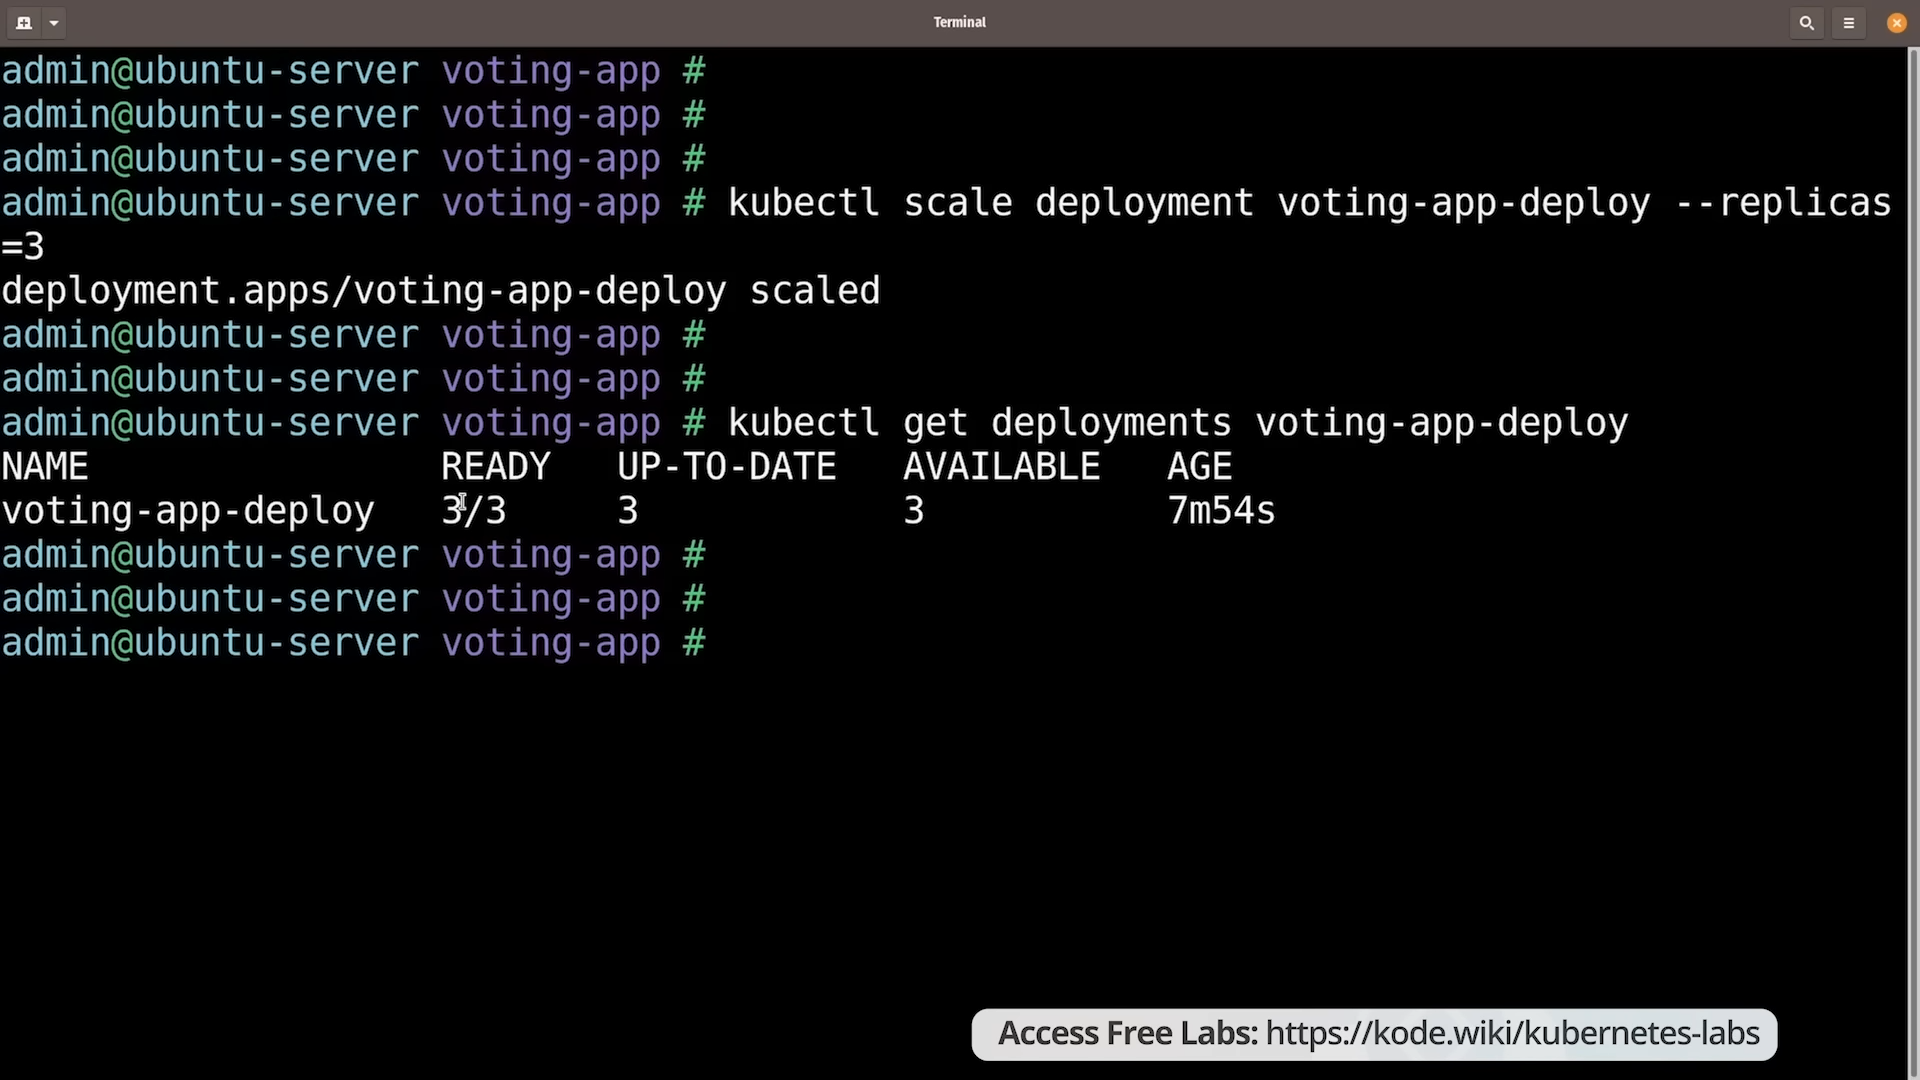 Terminal
admin@ubuntu-server voting-app #
admin@ubuntu-server voting-app #
admin@ubuntu-server voting-app #
admin@ubuntu-server voting-app # kubectl scale deployment voting-app-deploy --replicas
=3
deployment.apps/voting-app-deploy scaled
admin@ubuntu-server voting-app #
admin@ubuntu-server voting-app #
admin@ubuntu-server voting-app # kubectl get deployments voting-app-deploy
NAME READY UP-TO-DATE AVAILABLE AGE
voting-app-deploy 3/3 3 3 7m54s
admin@ubuntu-server voting-app #
admin@ubuntu-server voting-app #
admin@ubuntu-server voting-app #
Access Free Labs: https://kode.wiki/kubernetes-labs